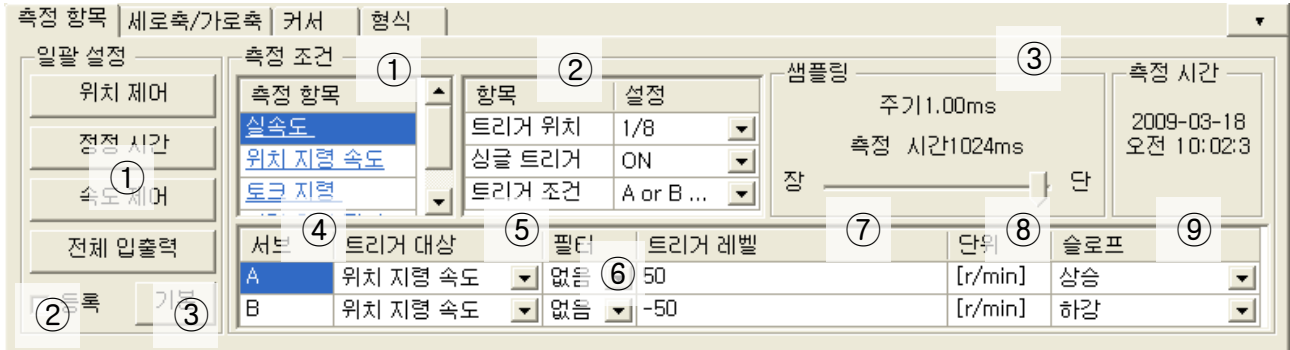 측정 항목 세로축/가로축 커서 형식
일괄 설정
위치 제어
정정 시간
①
속도 제어
전체 입출력
등록
②
기본
③
측정 조건
①
측정 항목
실속도
위치 지령 속도
토크 지령
②
항목 설정
트리거 위치 1/8
싱글 트리거 ON
트리거 조건 A or B ...
샘플링
③
주기1.00ms
측정 시간1024ms
장 단
측정 시간
2009-03-18
오전 10:02:3
④ ⑤ ⑥ ⑦ ⑧ ⑨
서보 트리거 대상 필터 트리거 레벨 단위 슬로프
A 위치 지령 속도 없음 50 [r/min] 상승
B 위치 지령 속도 없음 -50 [r/min] 하강